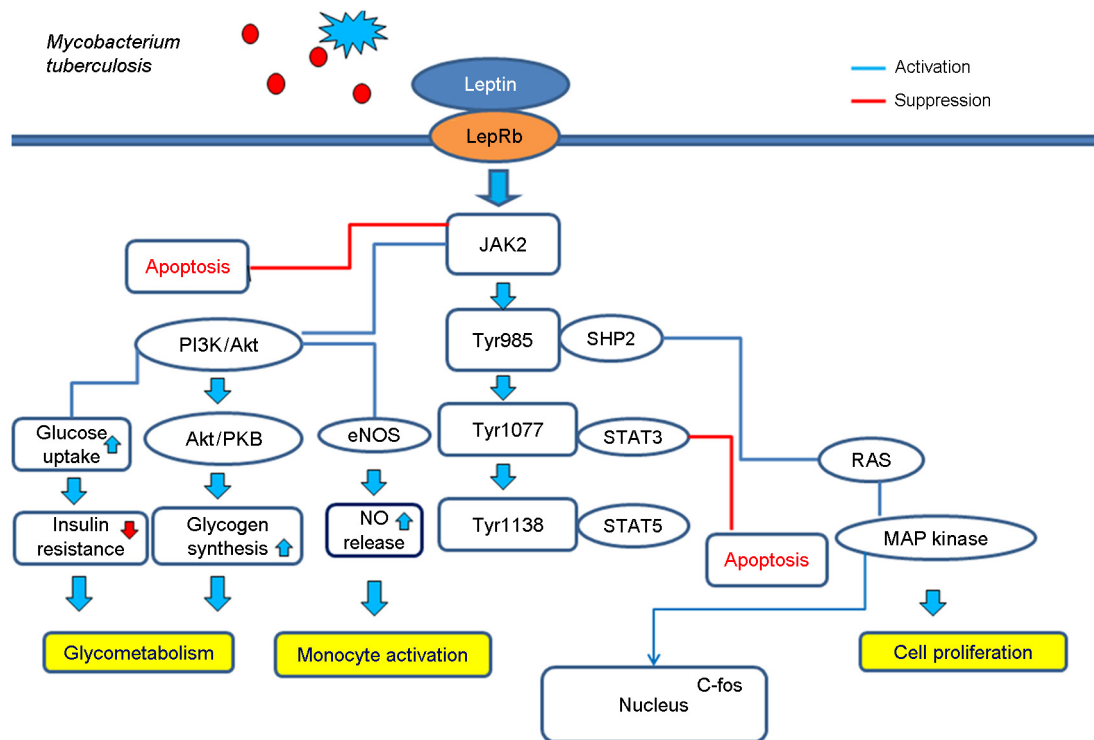 Mycobacterium
tuberculosis
Leptin
Activation
Suppression
LepRb
JAK2
Apoptosis
PI3K/Akt
Tyr985
SHP2
Glucose
uptake
Akt/PKB
eNOS
Tyr1077
STAT3
RAS
Insulin
resistance
Glycogen
synthesis
NO
release
Tyr1138
STAT5
Apoptosis
MAP kinase
Glycometabolism
Monocyte activation
Cell proliferation
C-fos
Nucleus